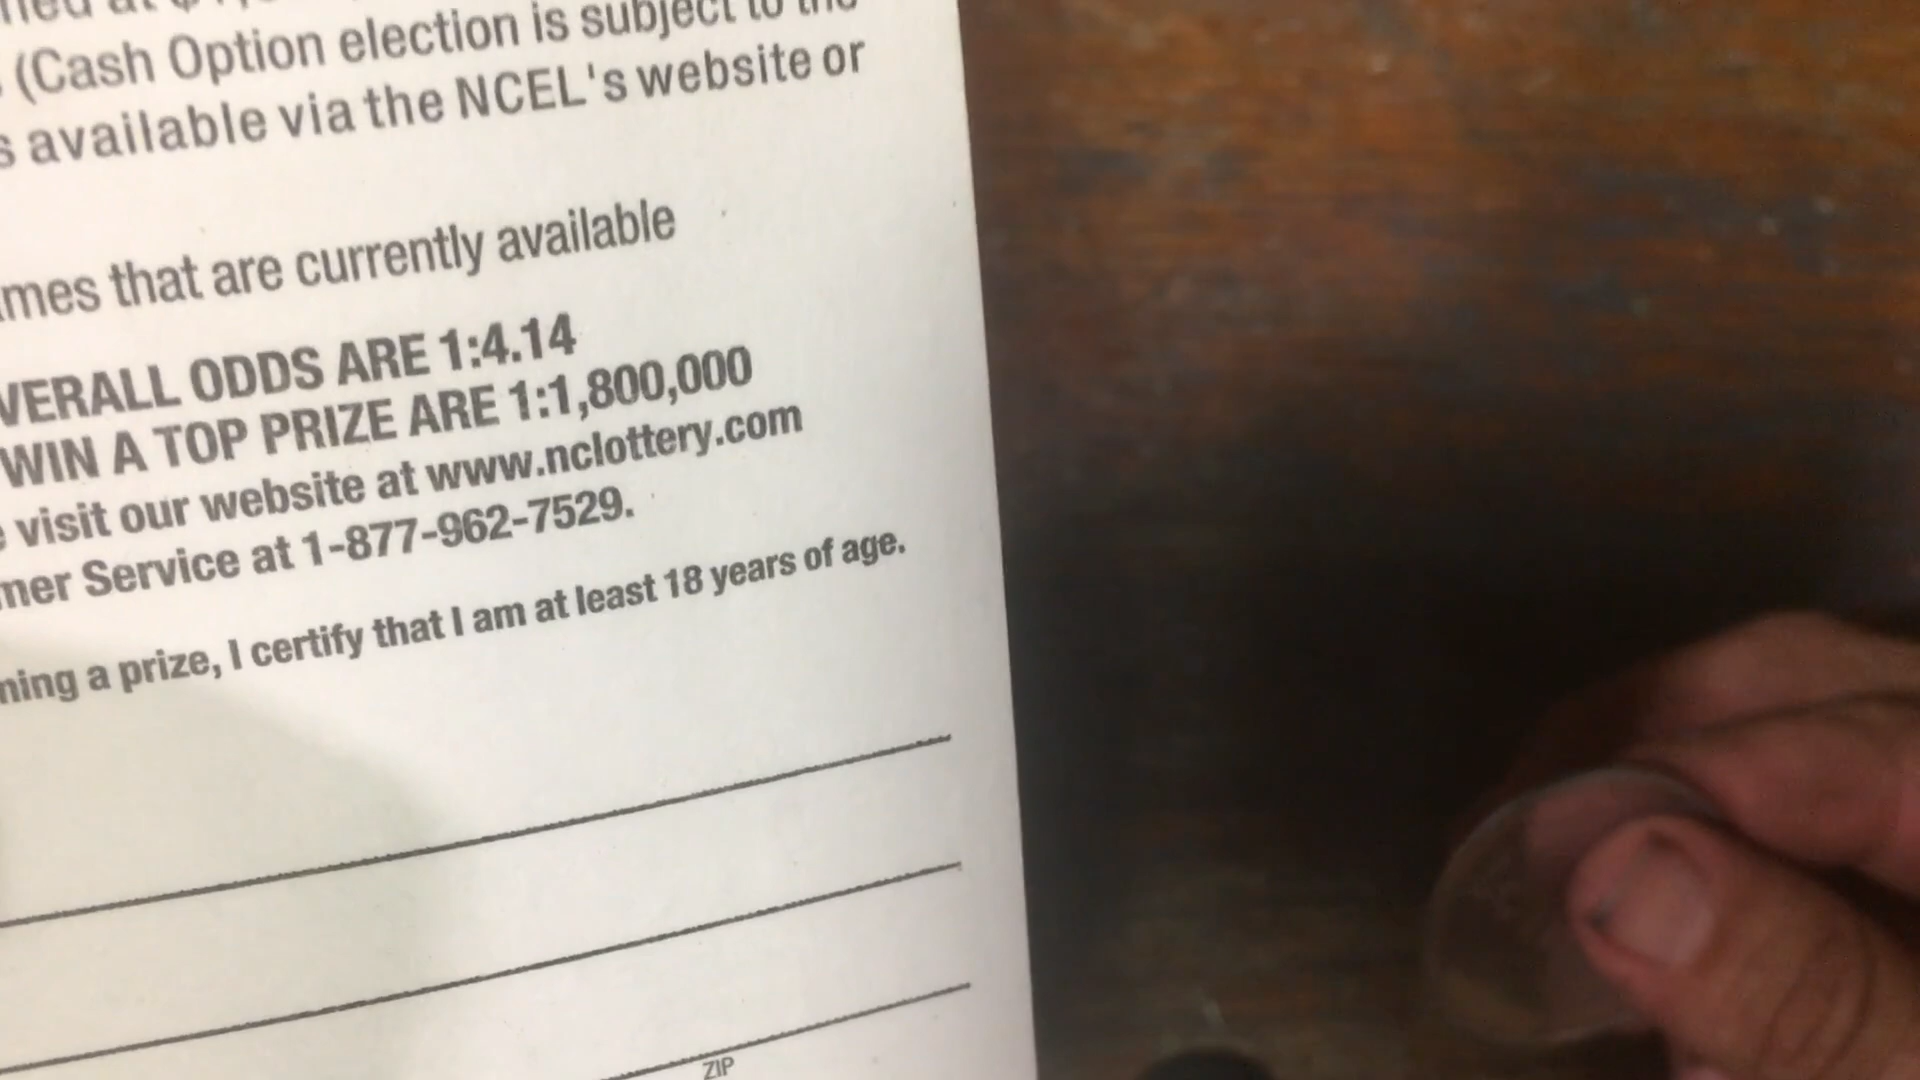 (Cash Option election is subject to the
s available via the NCEL's website or
mes that are currently available
VERALL ODDS ARE 1:4.14
WIN A TOP PRIZE ARE 1:1,800,000
visit our website at www.nclottery.com
mer Service at 1-877-962-7529.
ning a prize, I certify that I am at least 18 years of age.
ZIP